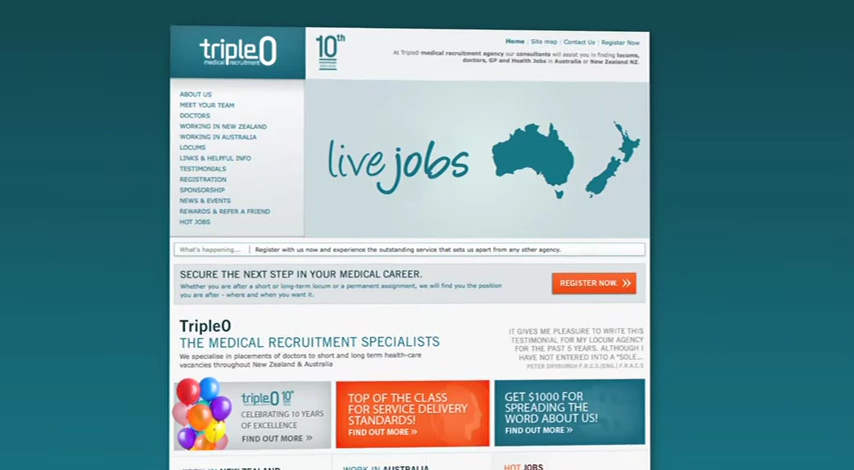 tripleO
medical recruitment
10th
Home | Site map | Contact Us | Register Now
At TripleO medical recruitment agency our consultants will assist you in finding locums,
doctors, GP and Health Jobs in Australia or New Zealand NZ.
ABOUT US
MEET YOUR TEAM
DOCTORS
WORKING IN NEW ZEALAND
WORKING IN AUSTRALIA
LOCUMS
LINKS & HELPFUL INFO
TESTIMONIALS
REGISTRATION
SPONSORSHIP
NEWS & EVENTS
REWARDS & REFER A FRIEND
HOT JOBS
live jobs
What's happening... | Register with us now and experience the outstanding service that sets us apart from any other agency.
SECURE THE NEXT STEP IN YOUR MEDICAL CAREER.
Whether you are after a short or long-term locum or a permanent assignment, we will find you the position
you are after - where and when you want it.
REGISTER NOW. »
TripleO
THE MEDICAL RECRUITMENT SPECIALISTS
We specialise in placements of doctors to short and long term health-care
vacancies throughout New Zealand & Australia
IT GIVES ME PLEASURE TO WRITE THIS
TESTIMONIAL FOR MY LOCUM AGENCY
FOR THE PAST 5 YEARS. ALTHOUGH I
HAVE NOT ENTERED INTO A "SOLE...
PETER DRYBURGH F.R.C.S.(ENG.) F.R.A.C.S
tripleO 10th
CELEBRATING 10 YEARS
OF EXCELLENCE
FIND OUT MORE »
TOP OF THE CLASS
FOR SERVICE DELIVERY
STANDARDS!
FIND OUT MORE »
GET $1000 FOR
SPREADING THE
WORD ABOUT US!
FIND OUT MORE »
WORK IN AUSTRALIA
HOT JOBS